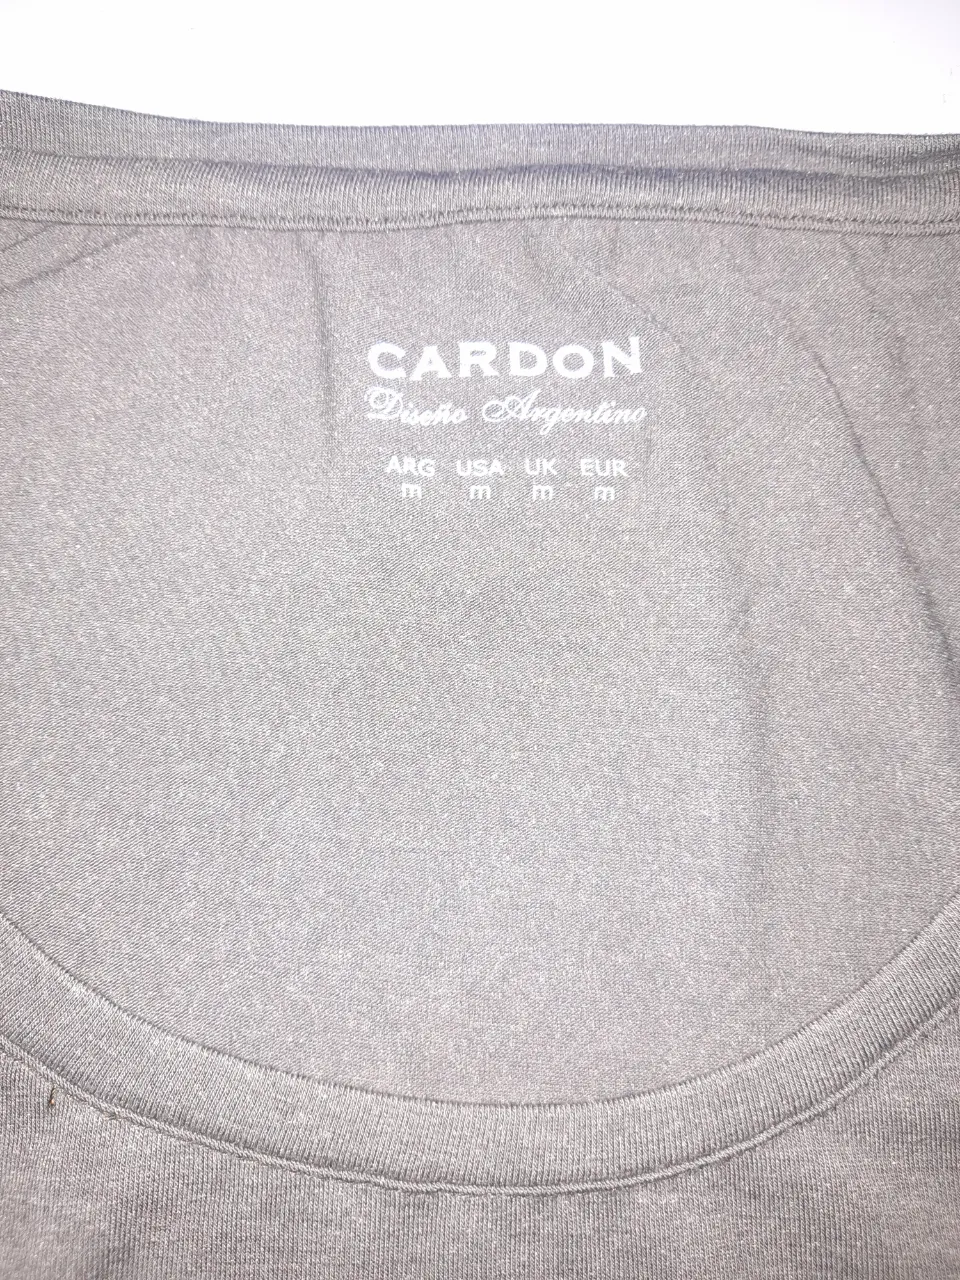 CARDON
Diseño Argentino
ARG USA UK EUR
m m m m